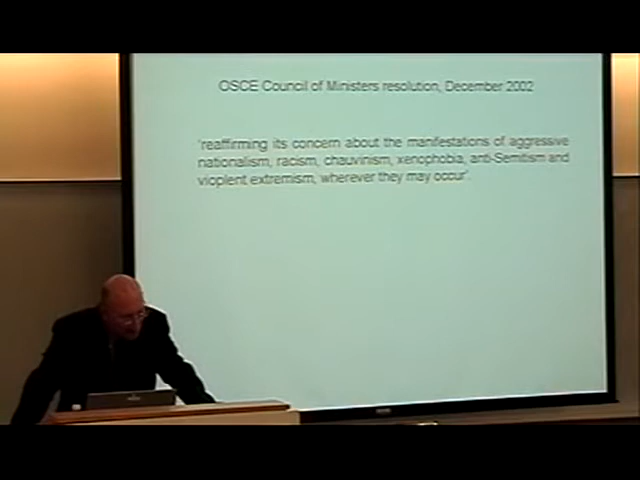 OSCE Council of Ministers resolution, December 2002
'reaffirming its concern about the manifestations of aggressive
nationalism, racism, chauvinism, xenophobia, anti-Semitism and
vioplent extremism, wherever they may occur'